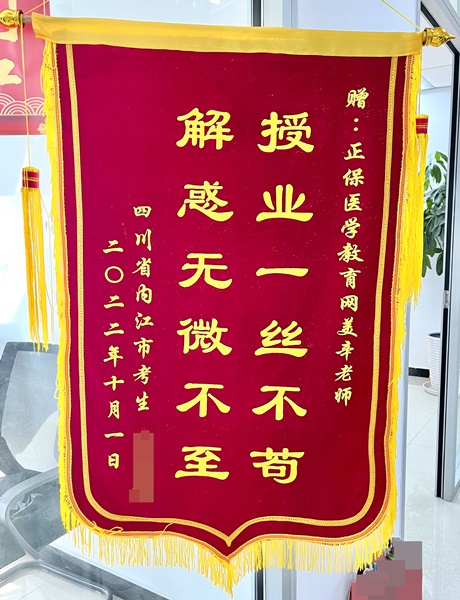 赠：正保医学教育网姜辛老师
授业一丝不苟
解惑无微不至
四川省内江市考生
二〇二二年十月一日